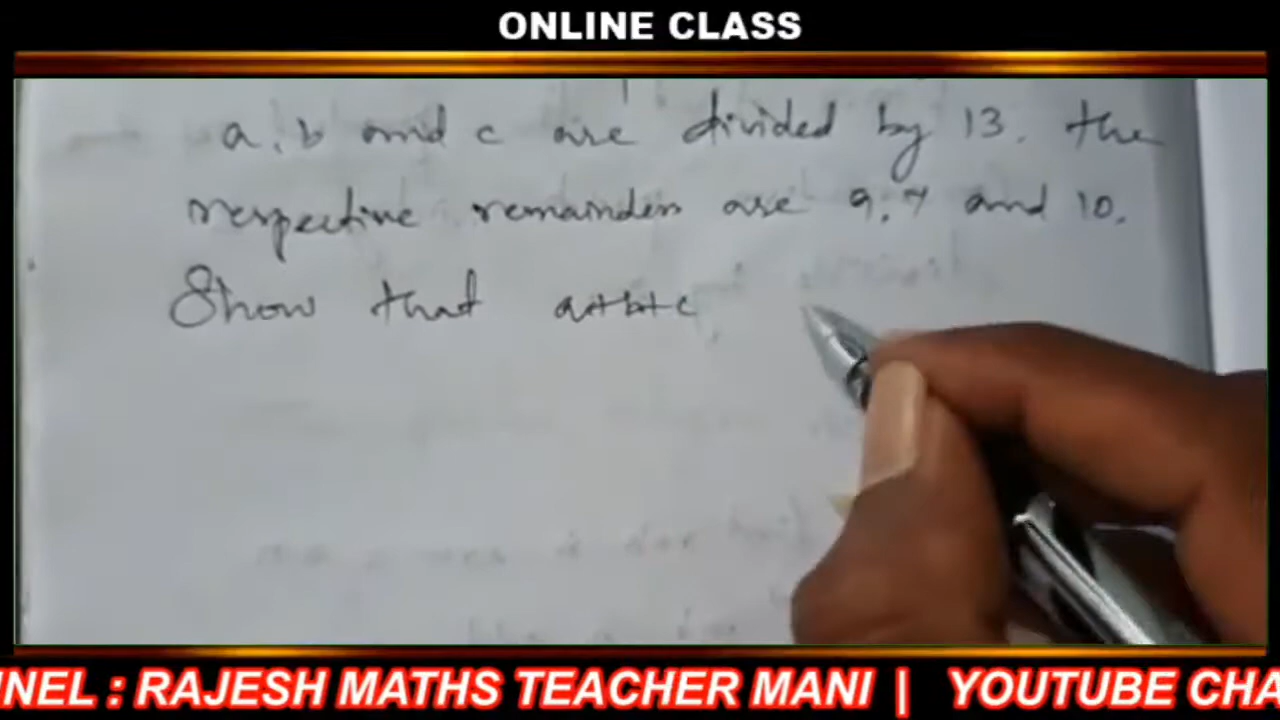 ONLINE CLASS
a, b and c are divided by 13. the
respective remainders are 9, 7 and 10.
Show that a+b+c
NNEL : RAJESH MATHS TEACHER MANI | YOUTUBE CHA